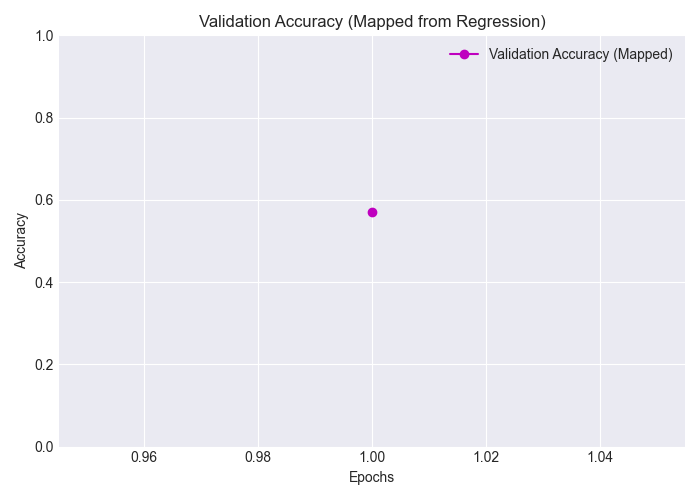 Validation Accuracy (Mapped from Regression)
Validation Accuracy (Mapped)
1.0
0.8
0.6
0.4
0.2
0.0
Accuracy
0.96 0.98 1.00 1.02 1.04
Epochs